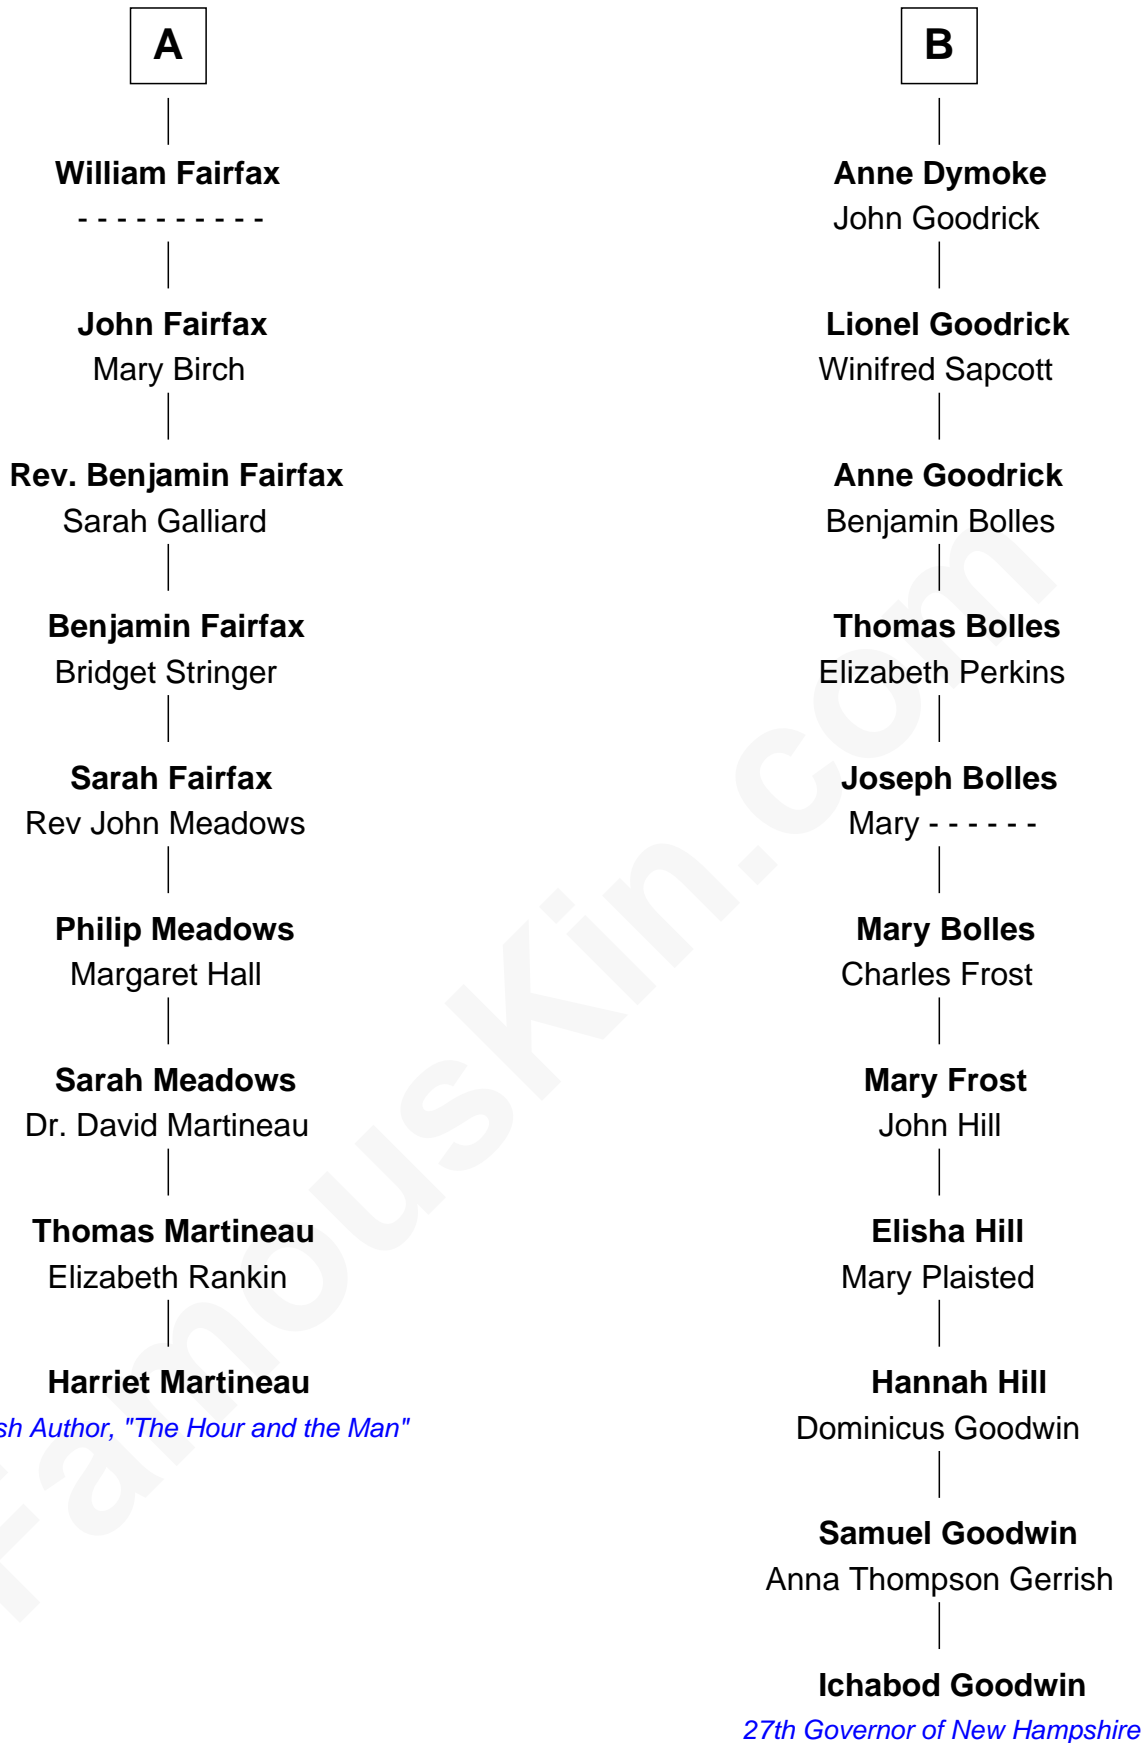 A
William Fairfax
- - - - - - - - - -
John Fairfax
Mary Birch
Rev. Benjamin Fairfax
Sarah Galliard
Benjamin Fairfax
Bridget Stringer
Sarah Fairfax
Rev John Meadows
Philip Meadows
Margaret Hall
Sarah Meadows
Dr. David Martineau
Thomas Martineau
Elizabeth Rankin
Harriet Martineau
sh Author, "The Hour and the Man"
B
Anne Dymoke
John Goodrick
Lionel Goodrick
Winifred Sapcott
Anne Goodrick
Benjamin Bolles
Thomas Bolles
Elizabeth Perkins
Joseph Bolles
Mary - - - - - -
Mary Bolles
Charles Frost
Mary Frost
John Hill
Elisha Hill
Mary Plaisted
Hannah Hill
Dominicus Goodwin
Samuel Goodwin
Anna Thompson Gerrish
Ichabod Goodwin
27th Governor of New Hampshire
FamousKin.com